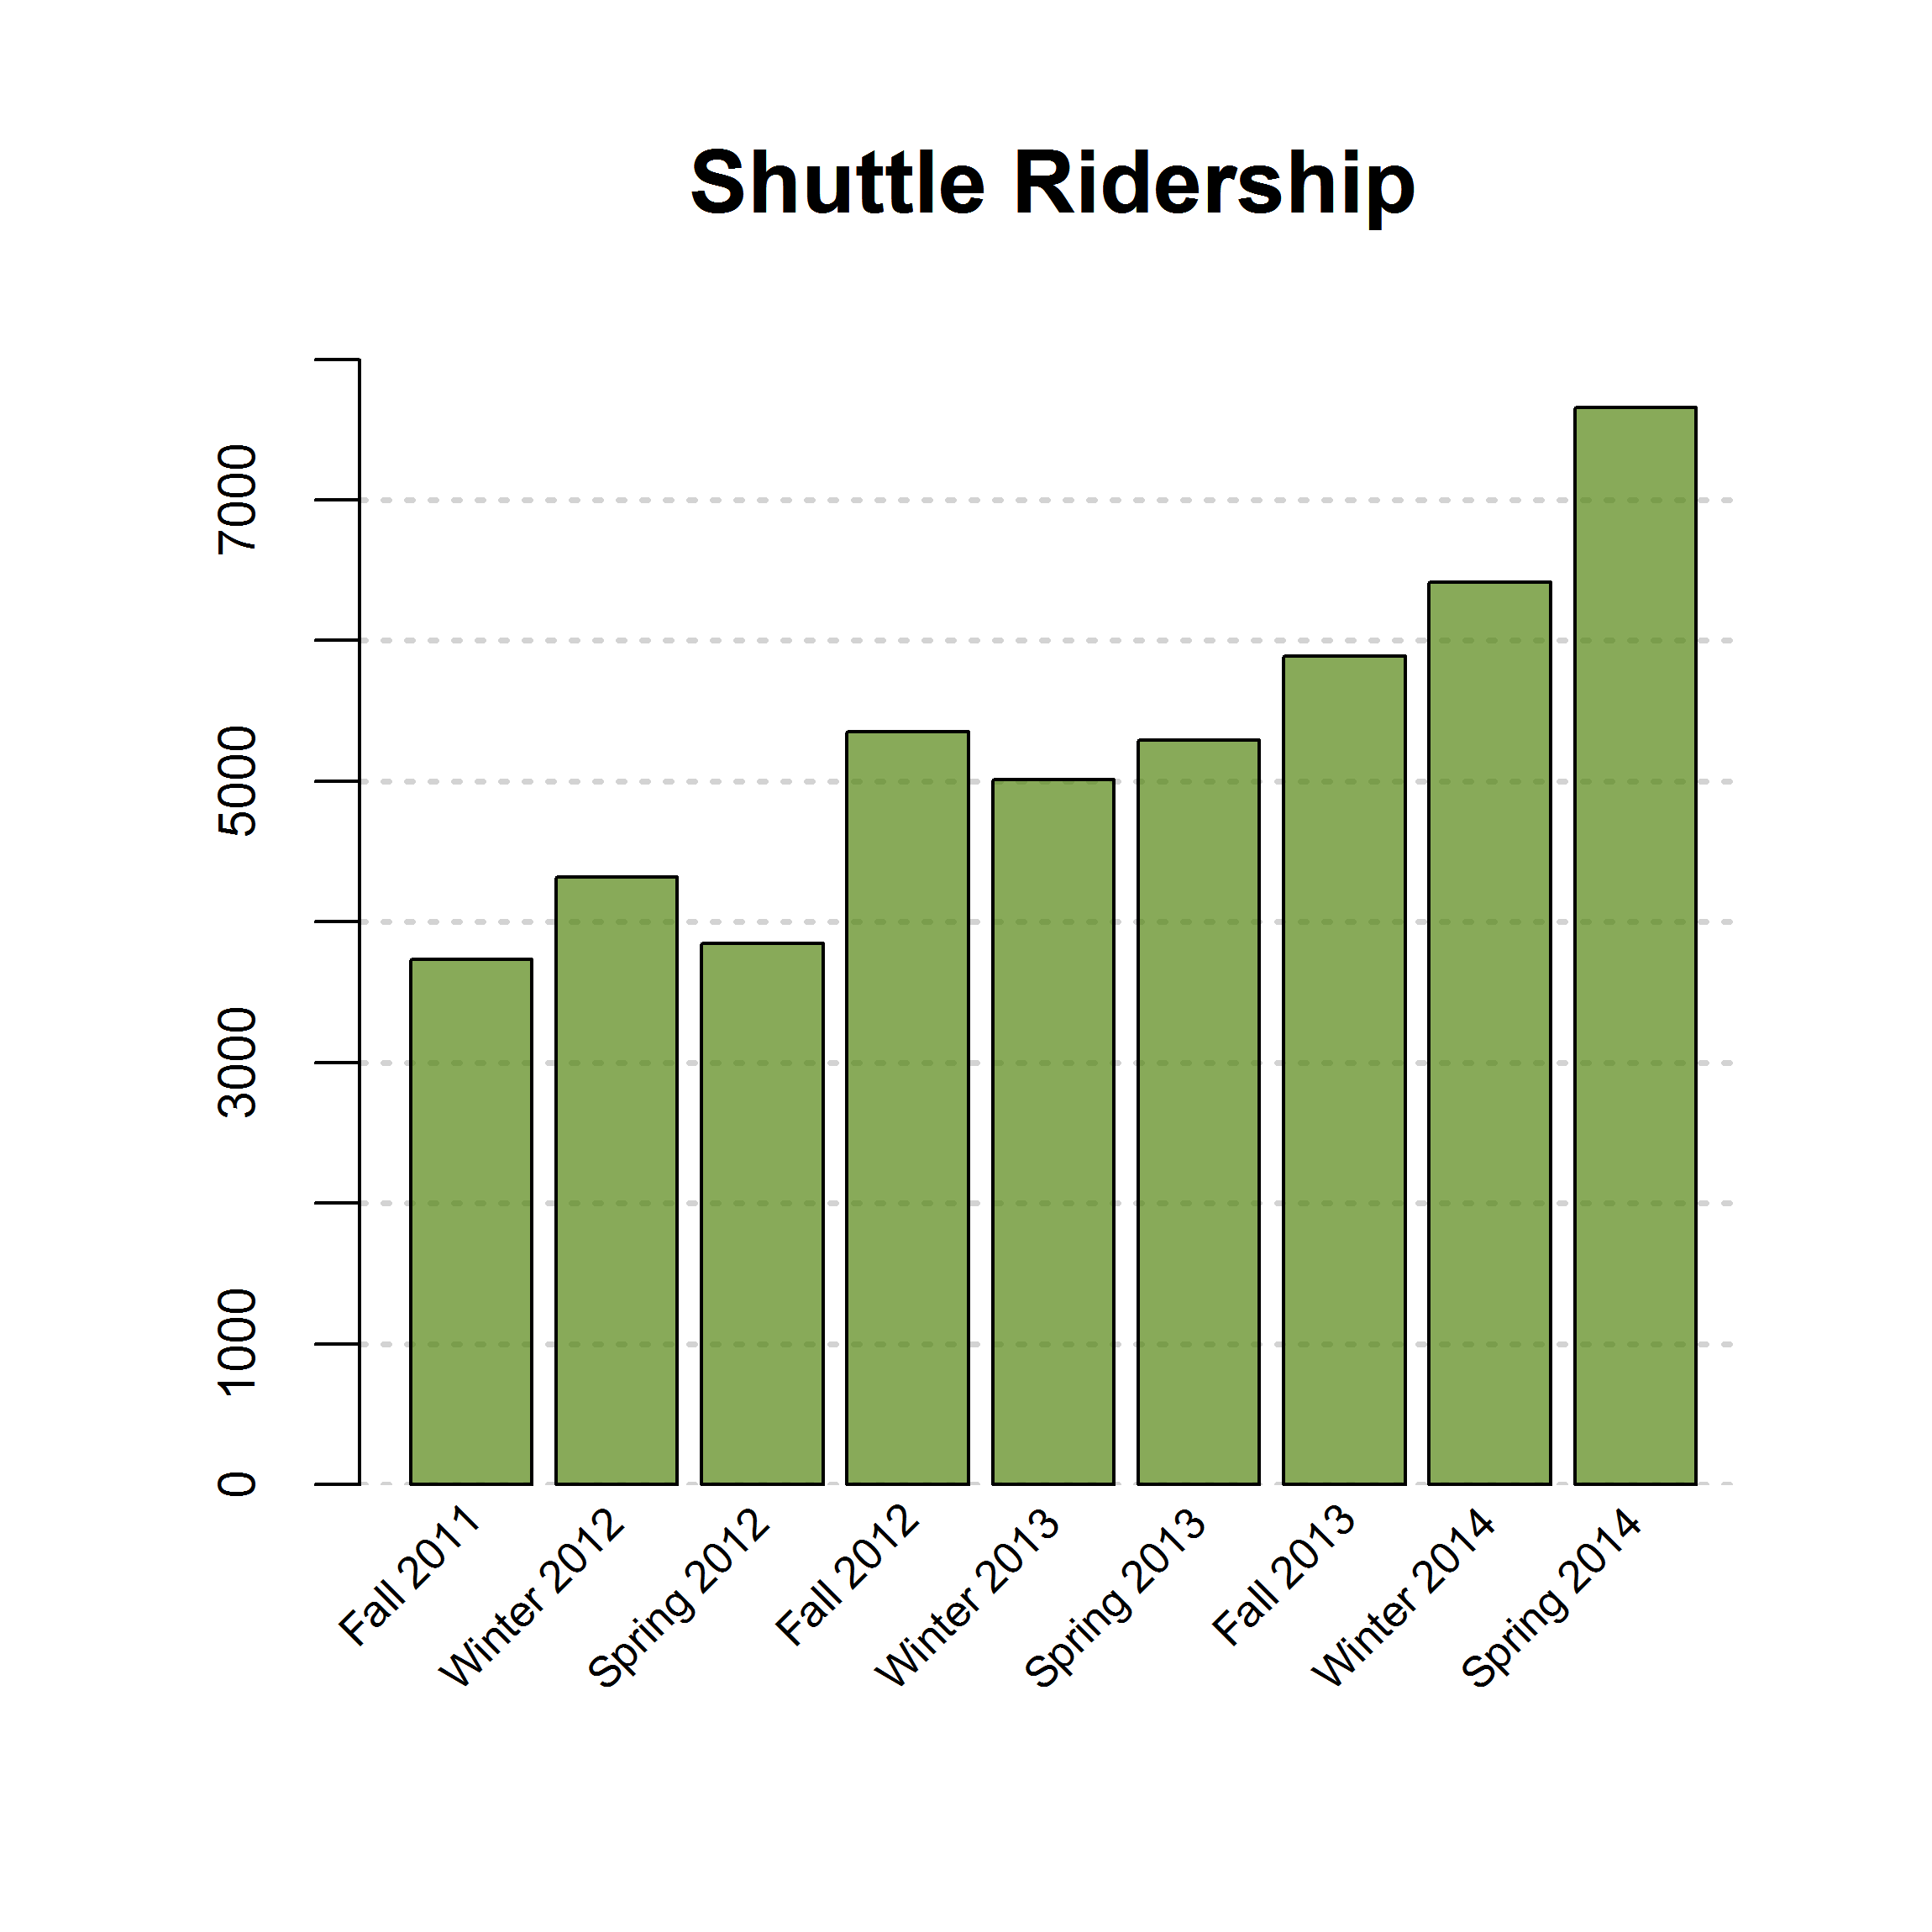 Shuttle Ridership
7000
5000
3000
1000
0
Fall 2011
Winter 2012
Spring 2012
Fall 2012
Winter 2013
Spring 2013
Fall 2013
Winter 2014
Spring 2014